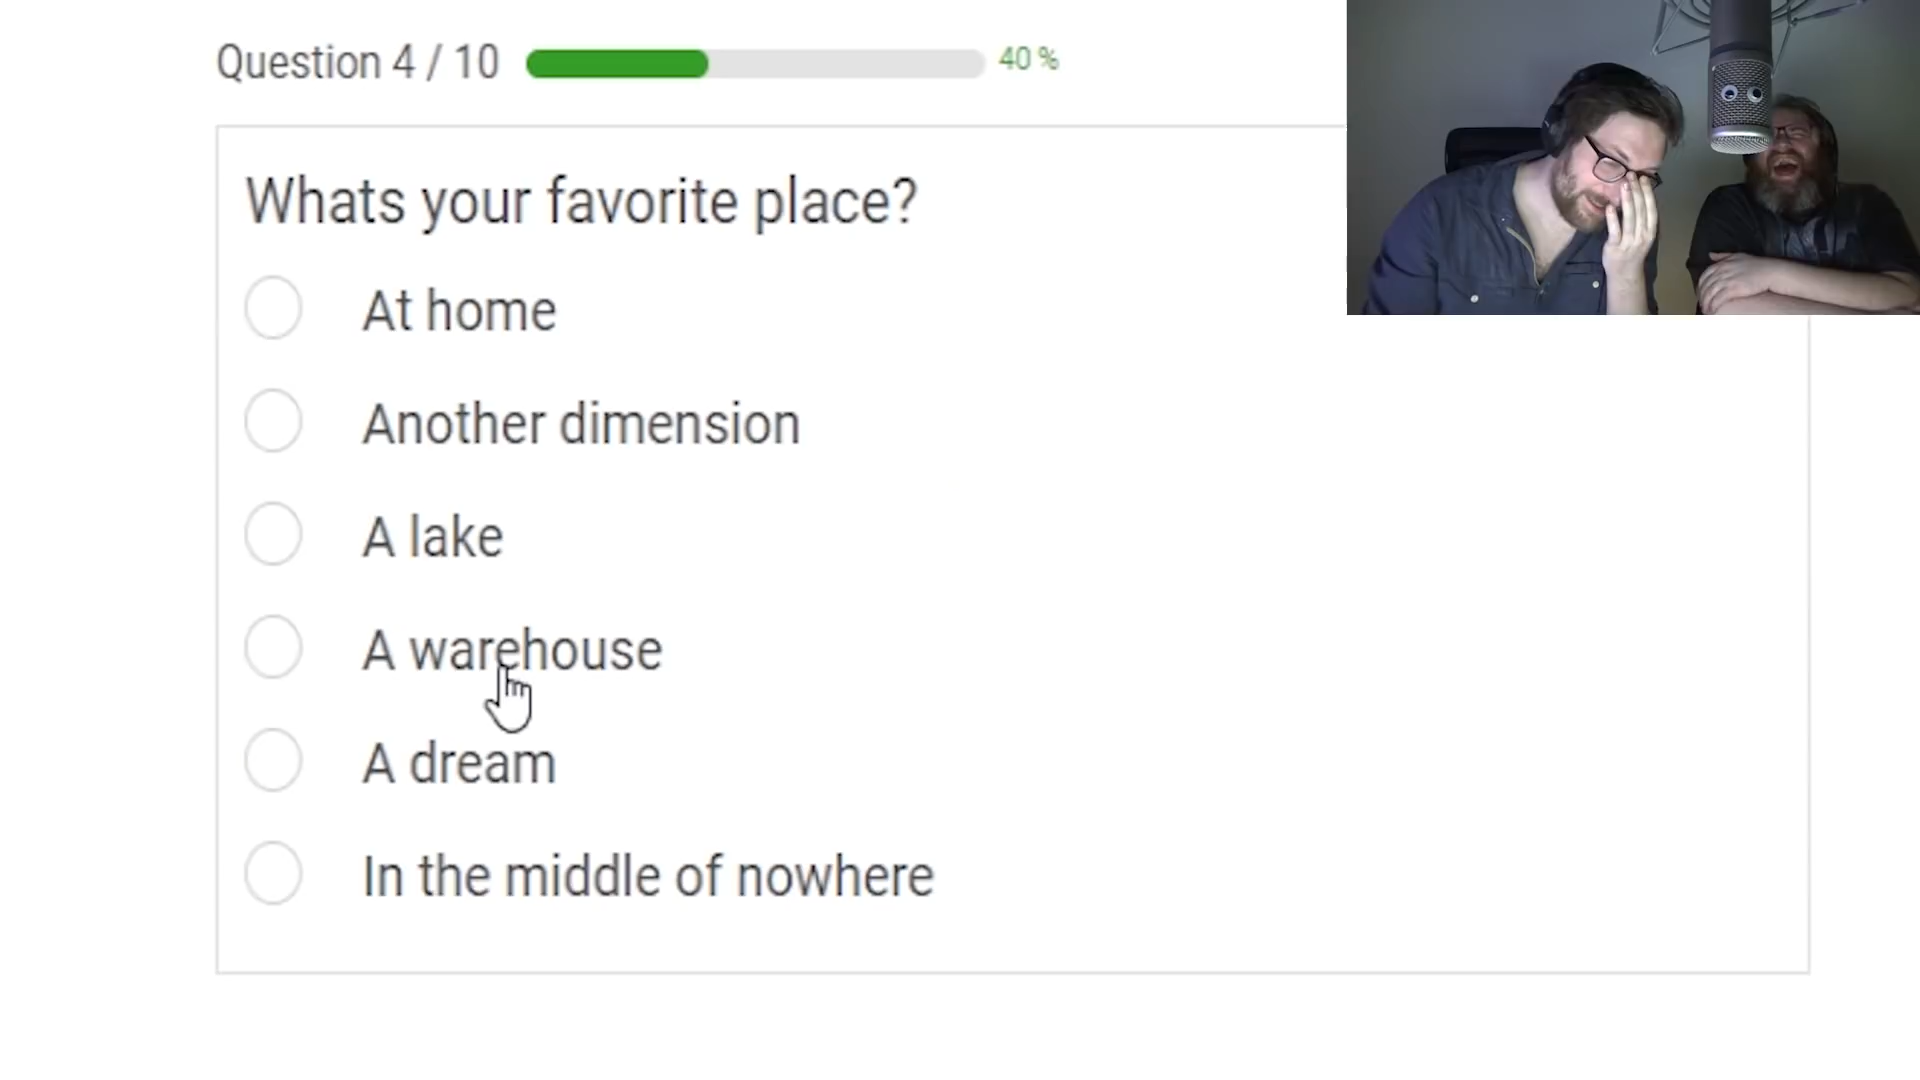 Question 4 / 10 40 %
Whats your favorite place?
At home
Another dimension
A lake
A warehouse
A dream
In the middle of nowhere